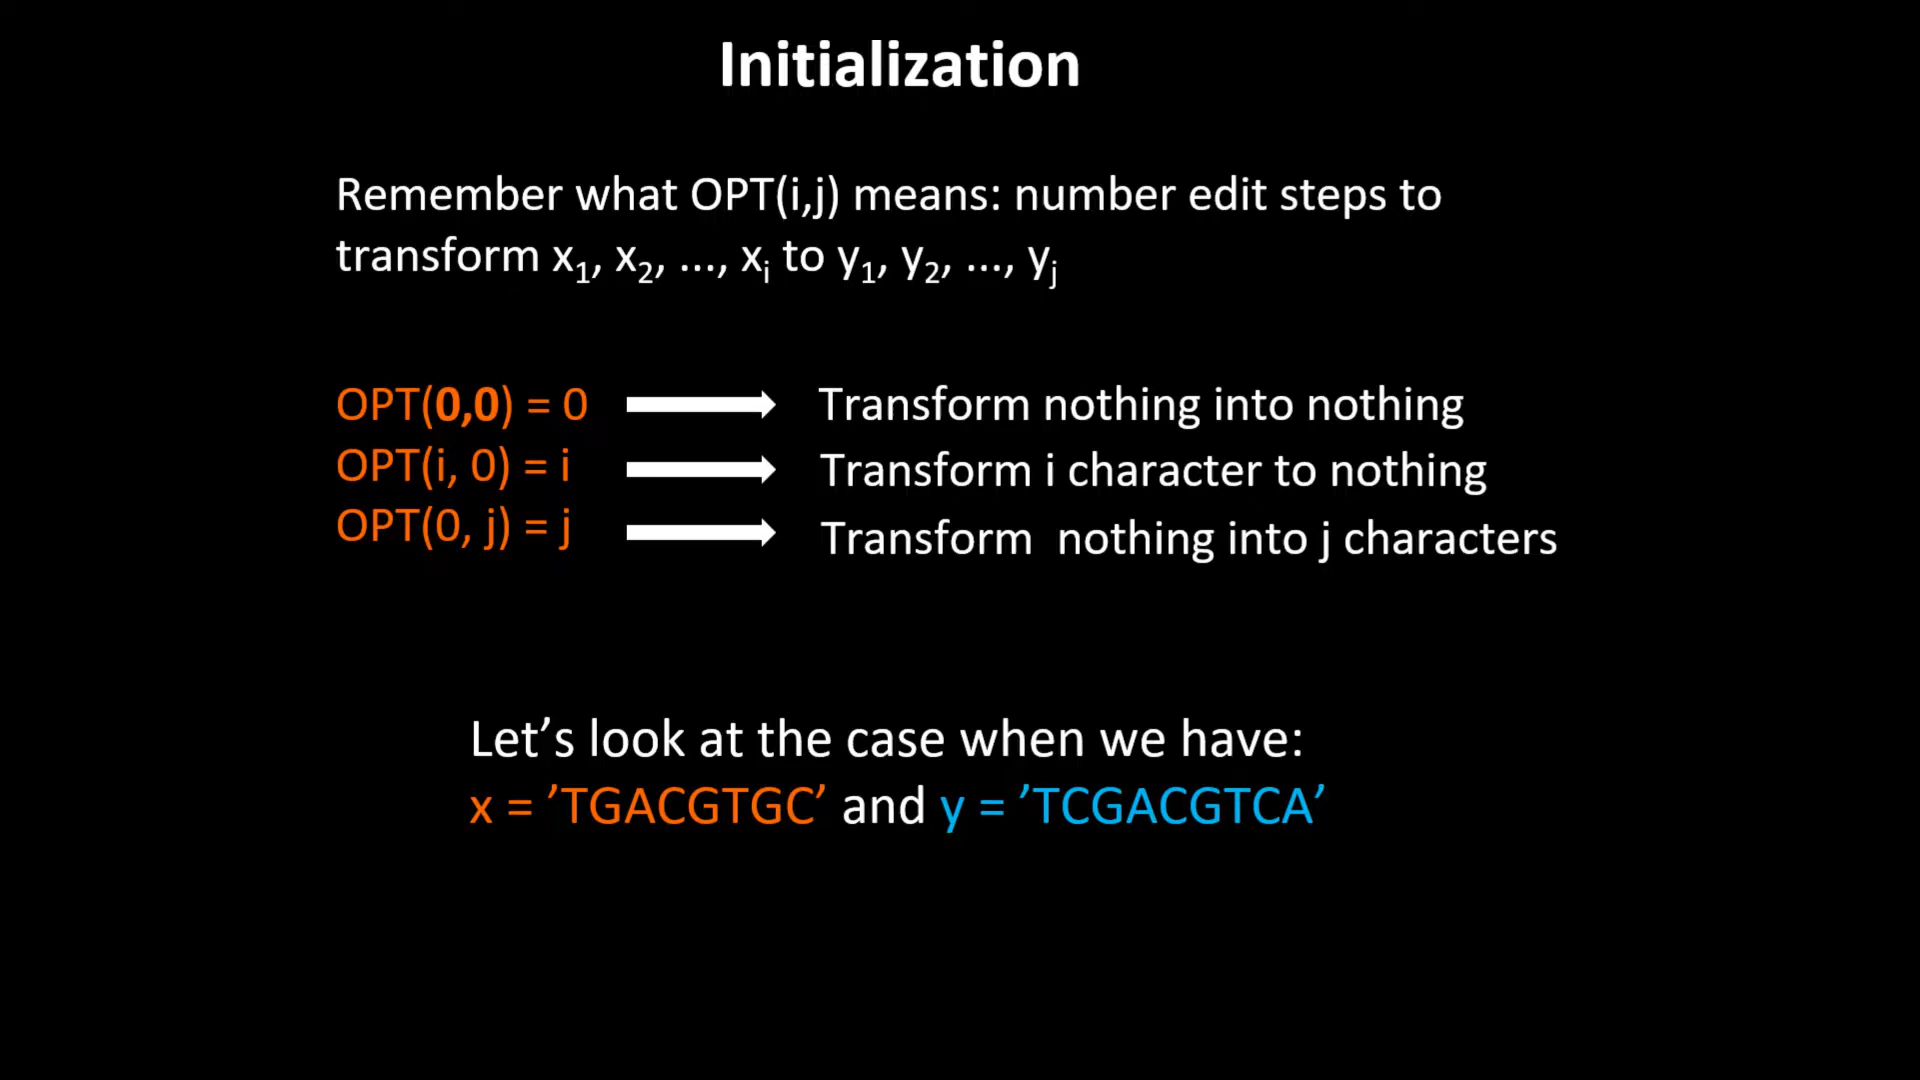 Initialization
Remember what OPT(i,j) means: number edit steps to
transform x₁, x₂, ..., xᵢ to y₁, y₂, ..., yⱼ
OPT(0,0) = 0 Transform nothing into nothing
OPT(i, 0) = i Transform i character to nothing
OPT(0, j) = j Transform nothing into j characters
Let’s look at the case when we have:
x = ’TGACGTGC’ and y = ’TCGACGTCA’